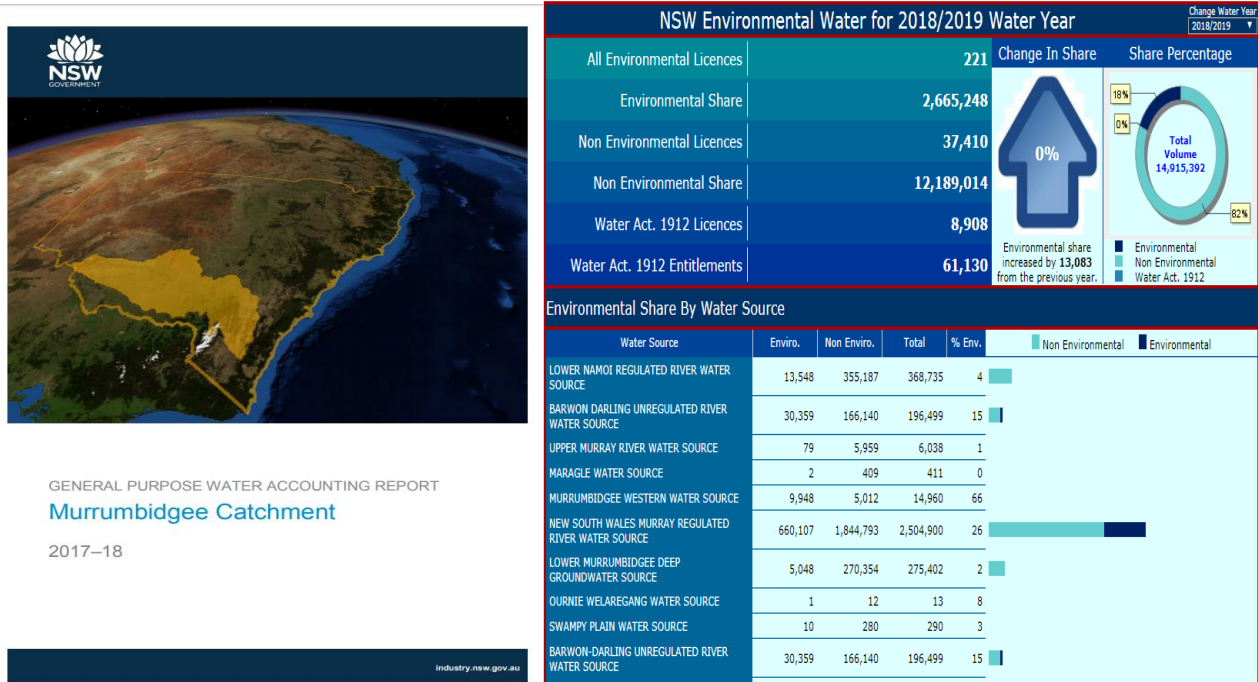 NSW
GOVERNMENT
GENERAL PURPOSE WATER ACCOUNTING REPORT
Murrumbidgee Catchment
2017–18
industry.nsw.gov.au
NSW Environmental Water for 2018/2019 Water Year
Change Water Year
2018/2019
All Environmental Licences 221
Environmental Share 2,665,248
Non Environmental Licences 37,410
Non Environmental Share 12,189,014
Water Act. 1912 Licences 8,908
Water Act. 1912 Entitlements 61,130
Change In Share
0%
Environmental share
increased by 13,083
from the previous year.
Share Percentage
18%
0%
Total
Volume
14,915,392
82%
Environmental
Non Environmental
Water Act. 1912
Environmental Share By Water Source
Water Source Enviro. Non Enviro. Total % Env. Non Environmental Environmental
LOWER NAMOI REGULATED RIVER WATER
SOURCE 13,548 355,187 368,735 4
BARWON DARLING UNREGULATED RIVER
WATER SOURCE 30,359 166,140 196,499 15
UPPER MURRAY RIVER WATER SOURCE 79 5,959 6,038 1
MARAGLE WATER SOURCE 2 409 411 0
MURRUMBIDGEE WESTERN WATER SOURCE 9,948 5,012 14,960 66
NEW SOUTH WALES MURRAY REGULATED
RIVER WATER SOURCE 660,107 1,844,793 2,504,900 26
LOWER MURRUMBIDGEE DEEP
GROUNDWATER SOURCE 5,048 270,354 275,402 2
OURNIE WELAREGANG WATER SOURCE 1 12 13 8
SWAMPY PLAIN WATER SOURCE 10 280 290 3
BARWON-DARLING UNREGULATED RIVER
WATER SOURCE 30,359 166,140 196,499 15